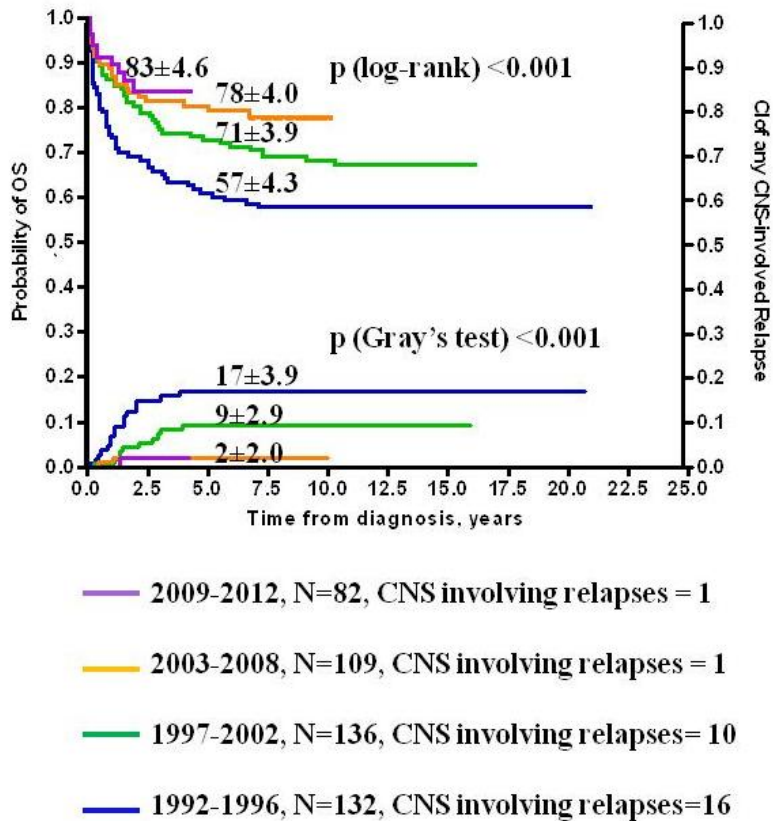 1.0
0.9
0.8
0.7
0.6
0.5
0.4
0.3
0.2
0.1
0.0
Probability of OS
83±4.6
p (log-rank) <0.001
78±4.0
71±3.9
57±4.3
p (Gray’s test) <0.001
17±3.9
9±2.9
2±2.0
1.0
0.9
0.8
0.7
0.6
0.5
0.4
0.3
0.2
0.1
0.0
CIof any CNS-involved Relapse
0.0 2.5 5.0 7.5 10.0 12.5 15.0 17.5 20.0 22.5 25.0
Time from diagnosis, years
2009-2012, N=82, CNS involving relapses = 1
2003-2008, N=109, CNS involving relapses = 1
1997-2002, N=136, CNS involving relapses= 10
1992-1996, N=132, CNS involving relapses=16